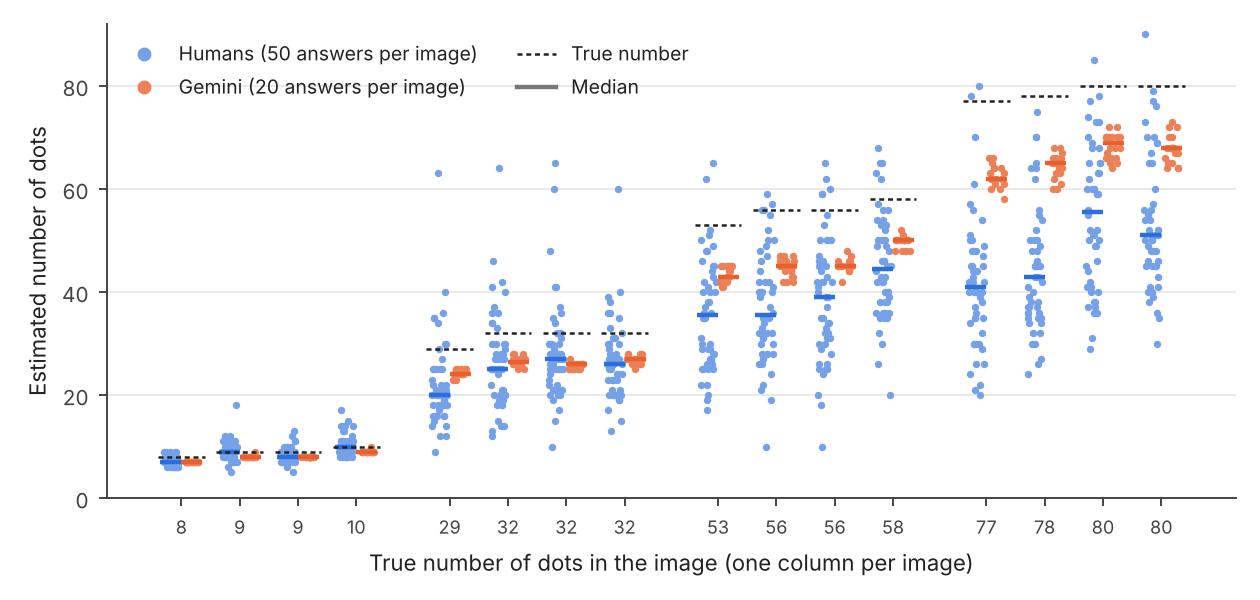 Humans (50 answers per image)
True number
Gemini (20 answers per image)
Median
Estimated number of dots
80
60
40
20
0
8 9 9 10 29 32 32 32 53 56 56 58 77 78 80 80
True number of dots in the image (one column per image)